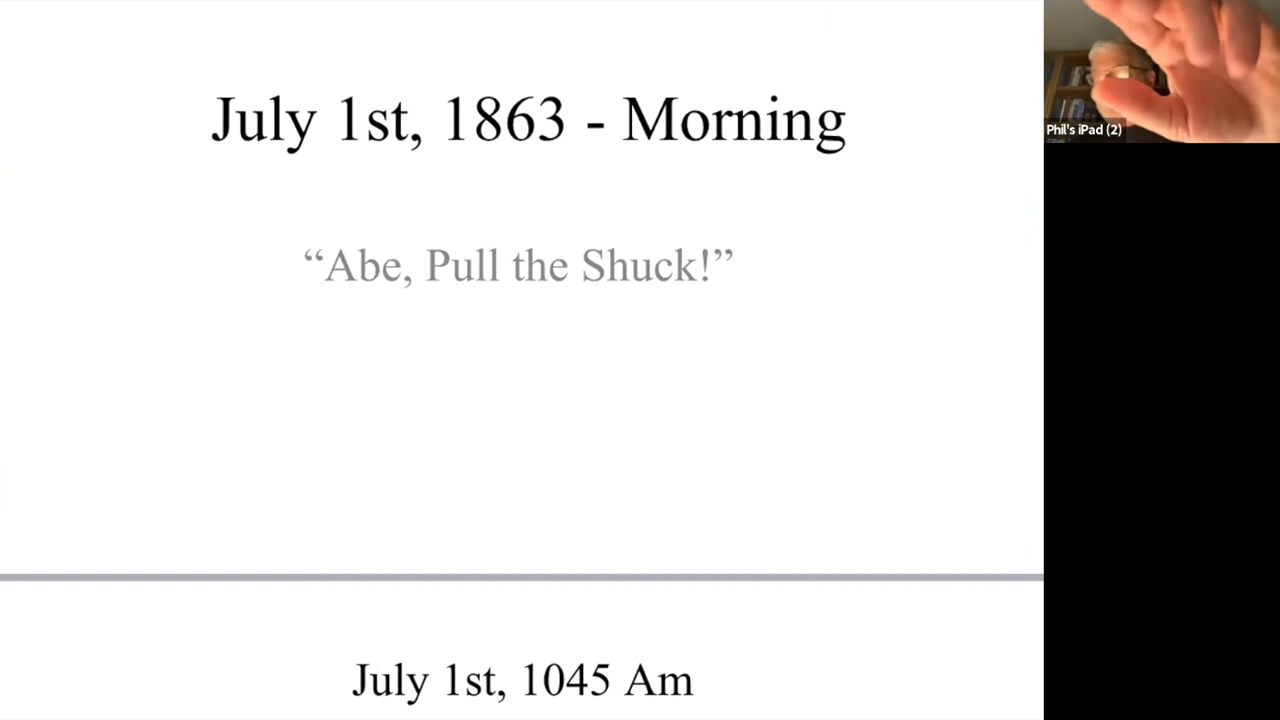 July 1st, 1863 - Morning
“Abe, Pull the Shuck!”
July 1st, 1045 Am
Phil's iPad (2)